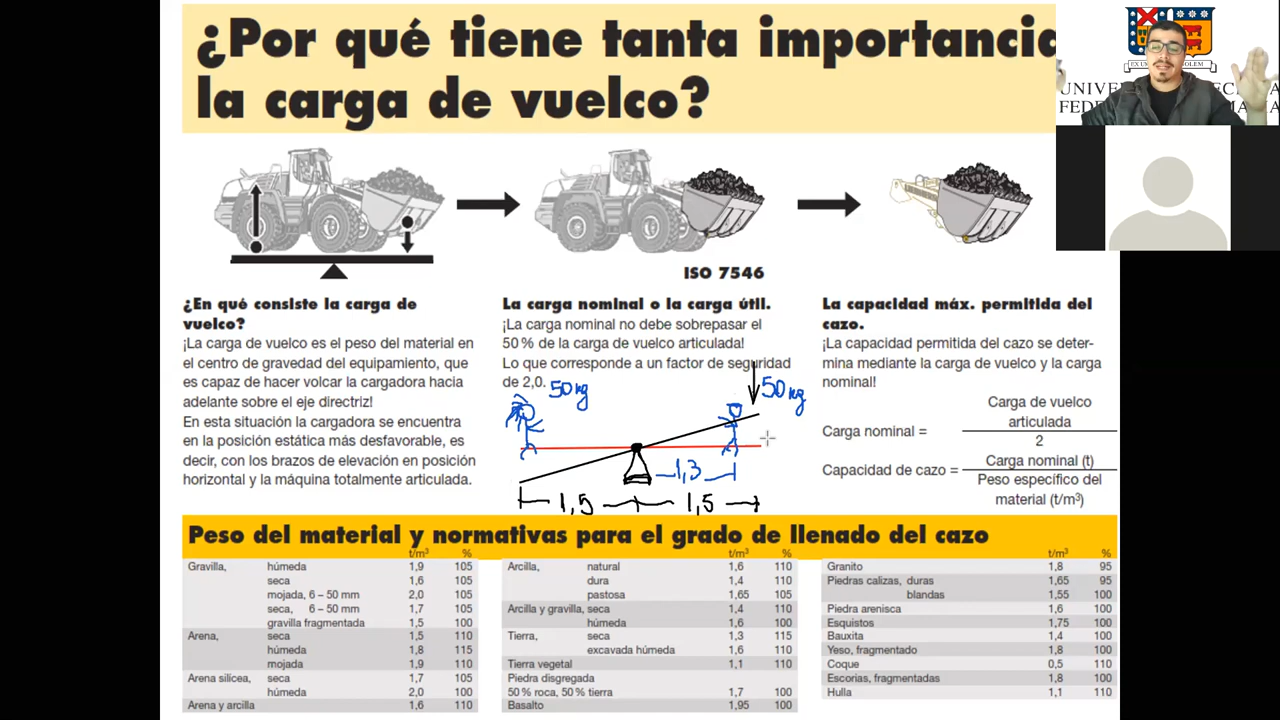 ¿Por qué tiene tanta importancia
la carga de vuelco?
ISO 7546
¿En qué consiste la carga de
vuelco?
¡La carga de vuelco es el peso del material en
el centro de gravedad del equipamiento, que
es capaz de hacer volcar la cargadora hacia
adelante sobre el eje directriz!
En esta situación la cargadora se encuentra
en la posición estática más desfavorable, es
decir, con los brazos de elevación en posición
horizontal y la máquina totalmente articulada.
La carga nominal o la carga útil.
¡La carga nominal no debe sobrepasar el
50 % de la carga de vuelco articulada!
Lo que corresponde a un factor de seguridad
de 2,0.
50 kg
50 kg
1,3
1,5
1,5
La capacidad máx. permitida del
cazo.
¡La capacidad permitida del cazo se deter-
mina mediante la carga de vuelco y la carga
nominal!
Carga nominal =
Carga de vuelco
articulada
2
Capacidad de cazo =
Carga nominal (t)
Peso específico del
material (t/m³)
Peso del material y normativas para el grado de llenado del cazo
t/m³ %
Gravilla, húmeda 1,9 105
seca 1,6 105
mojada, 6 – 50 mm 2,0 105
seca, 6 – 50 mm 1,7 105
gravilla fragmentada 1,5 100
Arena, seca 1,5 110
húmeda 1,8 115
mojada 1,9 110
Arena silícea, seca 1,7 105
húmeda 2,0 100
Arena y arcilla 1,6 110
t/m³ %
Arcilla, natural 1,6 110
dura 1,4 110
pastosa 1,65 105
Arcilla y gravilla, seca 1,4 110
húmeda 1,6 100
Tierra, seca 1,3 115
excavada húmeda 1,6 110
Tierra vegetal 1,1 110
Piedra disgregada
50 % roca, 50 % tierra 1,7 100
Basalto 1,95 100
t/m³ %
Granito 1,8 95
Piedras calizas, duras 1,65 95
blandas 1,55 100
Piedra arenisca 1,6 100
Esquistos 1,75 100
Bauxita 1,4 100
Yeso, fragmentado 1,8 100
Coque 0,5 110
Escorias, fragmentadas 1,8 100
Hulla 1,1 110